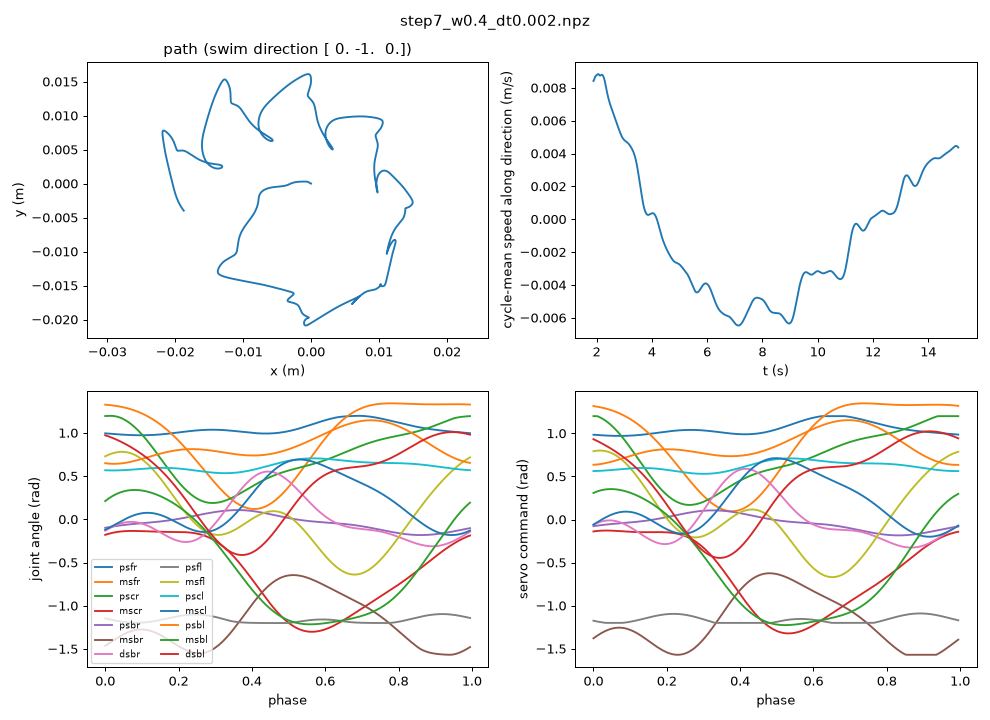 step7_w0.4_dt0.002.npz
path (swim direction [ 0. -1.  0.])
0.015
0.010
0.005
0.000
−0.005
−0.010
−0.015
−0.020
y (m)
−0.03
−0.02
−0.01
0.00
0.01
0.02
x (m)
0.008
0.006
0.004
0.002
0.000
−0.002
−0.004
−0.006
cycle-mean speed along direction (m/s)
2
4
6
8
10
12
14
t (s)
1.0
0.5
0.0
−0.5
−1.0
−1.5
joint angle (rad)
psfr
msfr
pscr
mscr
psbr
msbr
dsbr
psfl
msfl
pscl
mscl
psbl
msbl
dsbl
0.0
0.2
0.4
0.6
0.8
1.0
phase
1.0
0.5
0.0
−0.5
−1.0
−1.5
servo command (rad)
0.0
0.2
0.4
0.6
0.8
1.0
phase